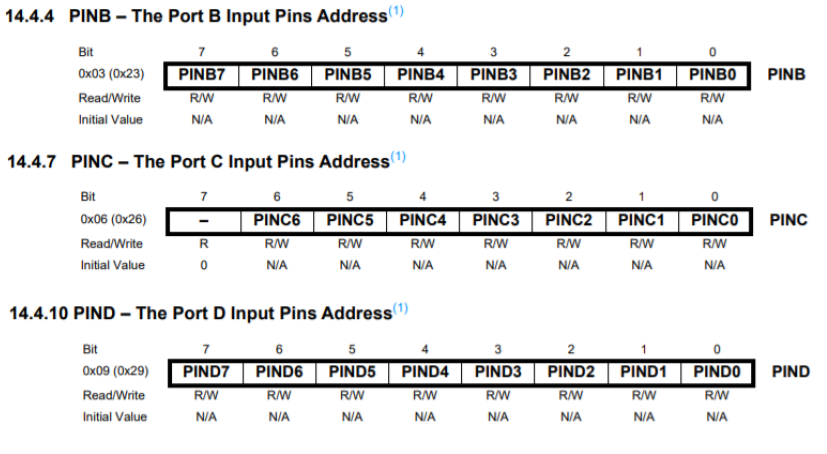 14.4.4 PINB – The Port B Input Pins Address(1)
Bit 7 6 5 4 3 2 1 0
0x03 (0x23) PINB7 PINB6 PINB5 PINB4 PINB3 PINB2 PINB1 PINB0 PINB
Read/Write R/W R/W R/W R/W R/W R/W R/W R/W
Initial Value N/A N/A N/A N/A N/A N/A N/A N/A
14.4.7 PINC – The Port C Input Pins Address(1)
Bit 7 6 5 4 3 2 1 0
0x06 (0x26) – PINC6 PINC5 PINC4 PINC3 PINC2 PINC1 PINC0 PINC
Read/Write R R/W R/W R/W R/W R/W R/W R/W
Initial Value 0 N/A N/A N/A N/A N/A N/A N/A
14.4.10 PIND – The Port D Input Pins Address(1)
Bit 7 6 5 4 3 2 1 0
0x09 (0x29) PIND7 PIND6 PIND5 PIND4 PIND3 PIND2 PIND1 PIND0 PIND
Read/Write R/W R/W R/W R/W R/W R/W R/W R/W
Initial Value N/A N/A N/A N/A N/A N/A N/A N/A